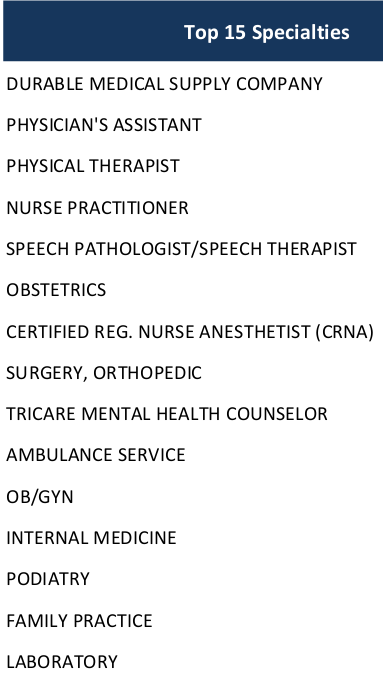 Top 15 Specialties
DURABLE MEDICAL SUPPLY COMPANY
PHYSICIAN'S ASSISTANT
PHYSICAL THERAPIST
NURSE PRACTITIONER
SPEECH PATHOLOGIST/SPEECH THERAPIST
OBSTETRICS
CERTIFIED REG. NURSE ANESTHETIST (CRNA)
SURGERY, ORTHOPEDIC
TRICARE MENTAL HEALTH COUNSELOR
AMBULANCE SERVICE
OB/GYN
INTERNAL MEDICINE
PODIATRY
FAMILY PRACTICE
LABORATORY